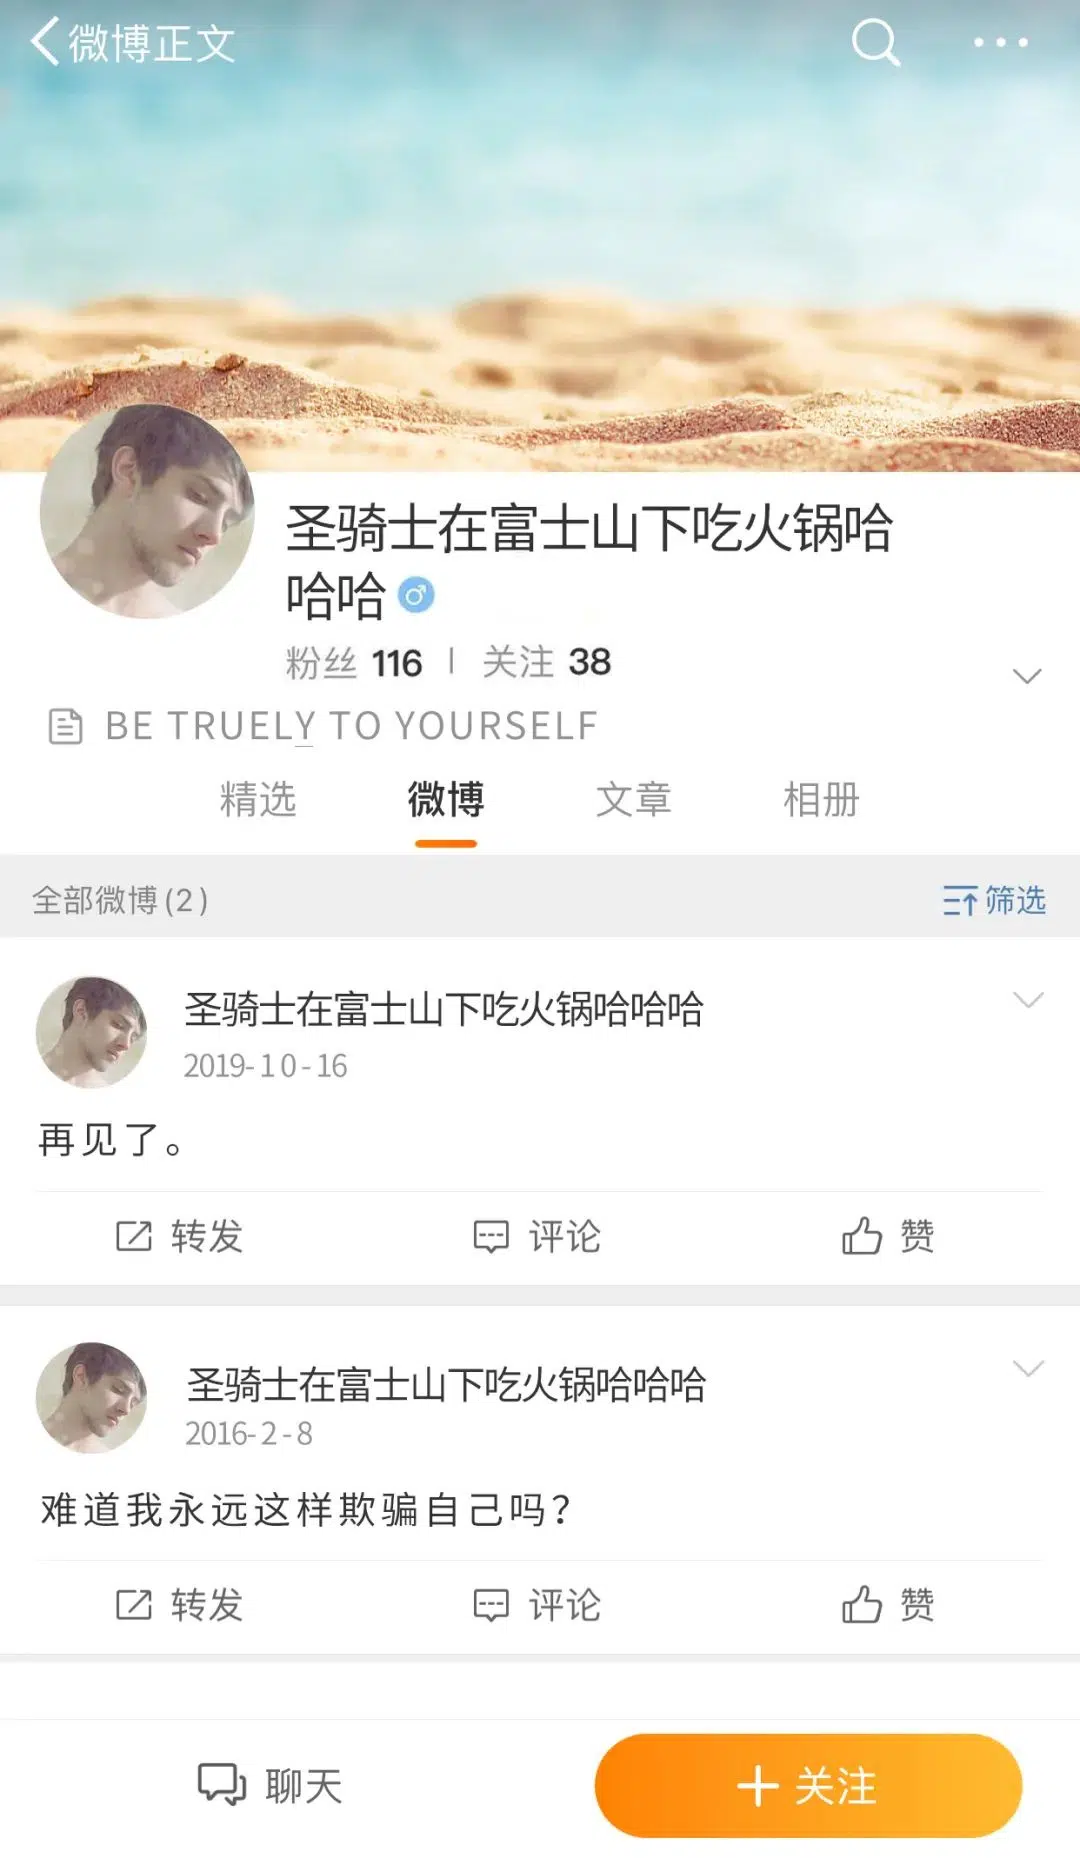 微博正文
圣骑士在富士山下吃火锅哈
哈哈
粉丝 116 | 关注 38
BE TRUELY TO YOURSELF
精选 微博 文章 相册
全部微博(2) 筛选
圣骑士在富士山下吃火锅哈哈哈
2019-10-16
再见了。
转发 评论 赞
圣骑士在富士山下吃火锅哈哈哈
2016-2-8
难道我永远这样欺骗自己吗?
转发 评论 赞
聊天 关注